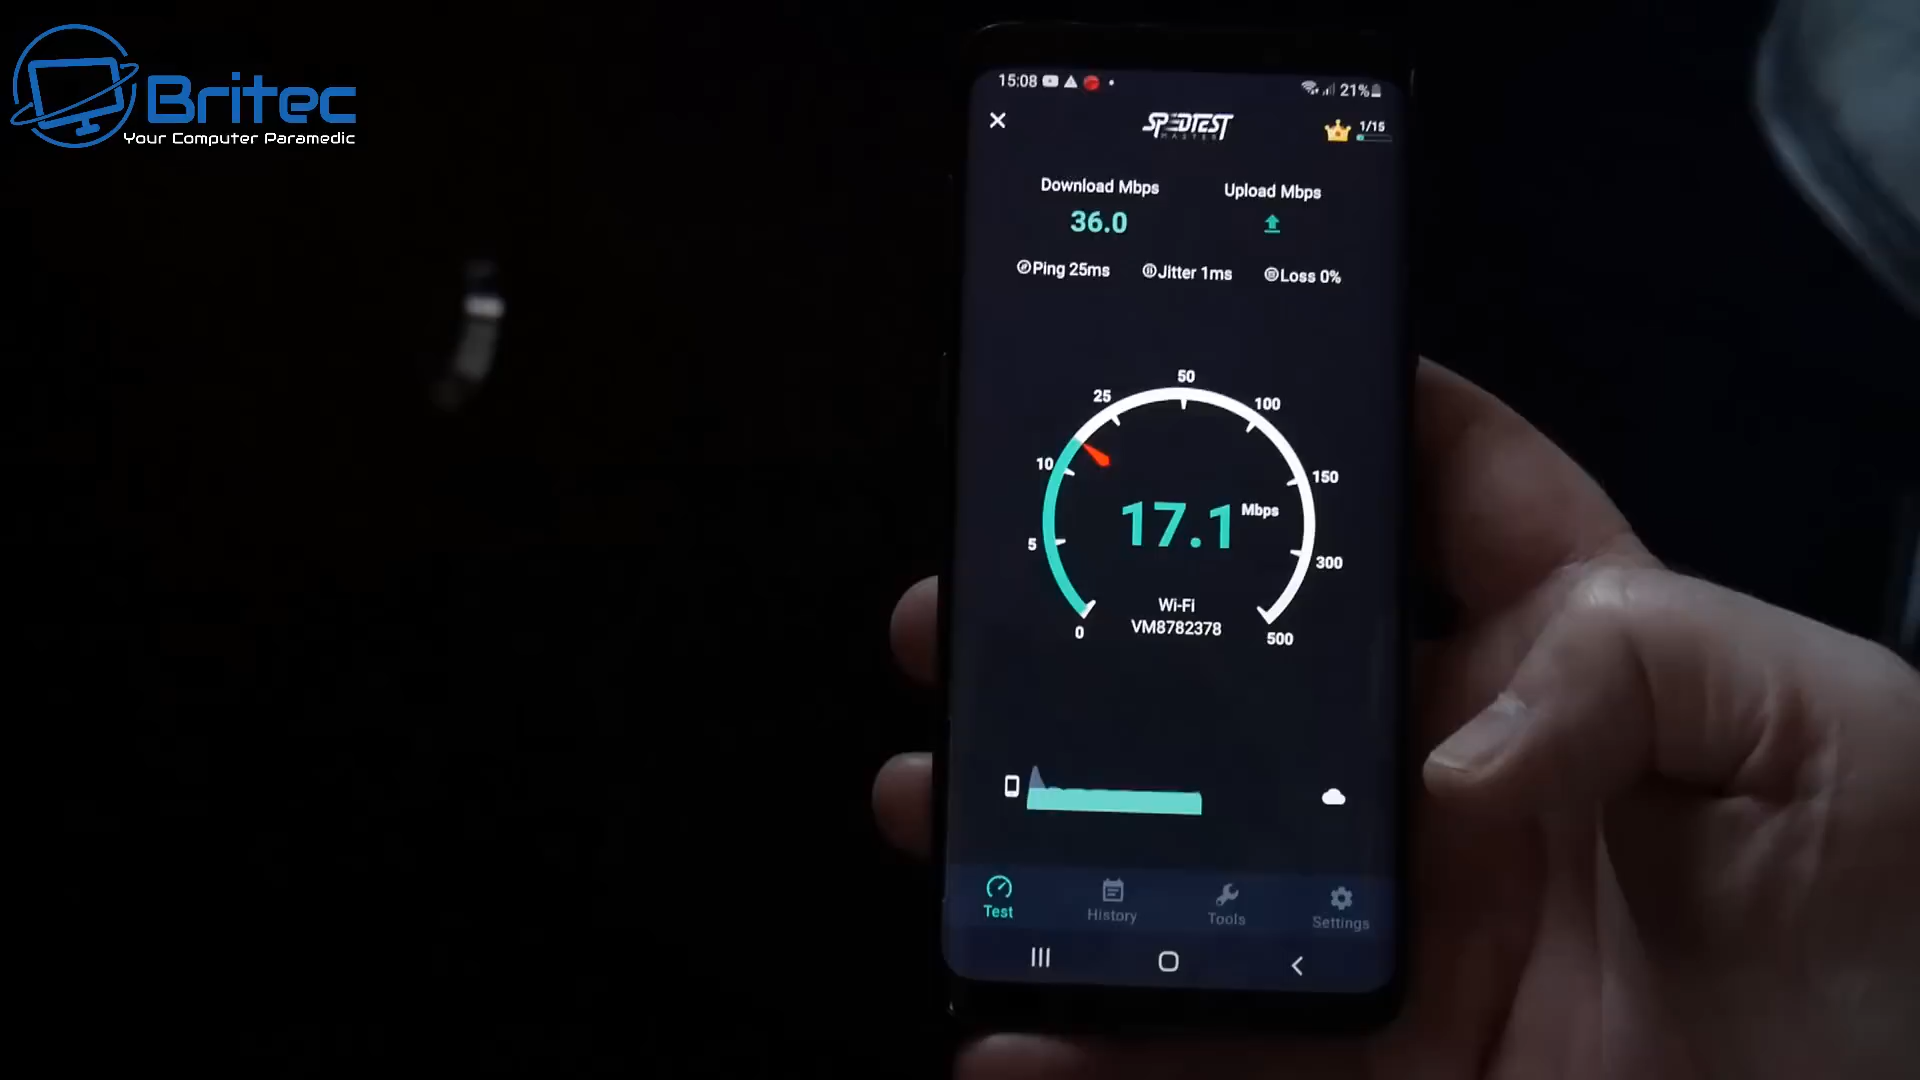 Britec
Your Computer Paramedic
15:08
21%
SPEEDTEST
MASTER
1/15
Download Mbps
Upload Mbps
36.0
Ping 25ms
Jitter 1ms
Loss 0%
50
25
100
10
150
17.1 Mbps
5
300
Wi-Fi
VM8782378
0
500
Test
History
Tools
Settings